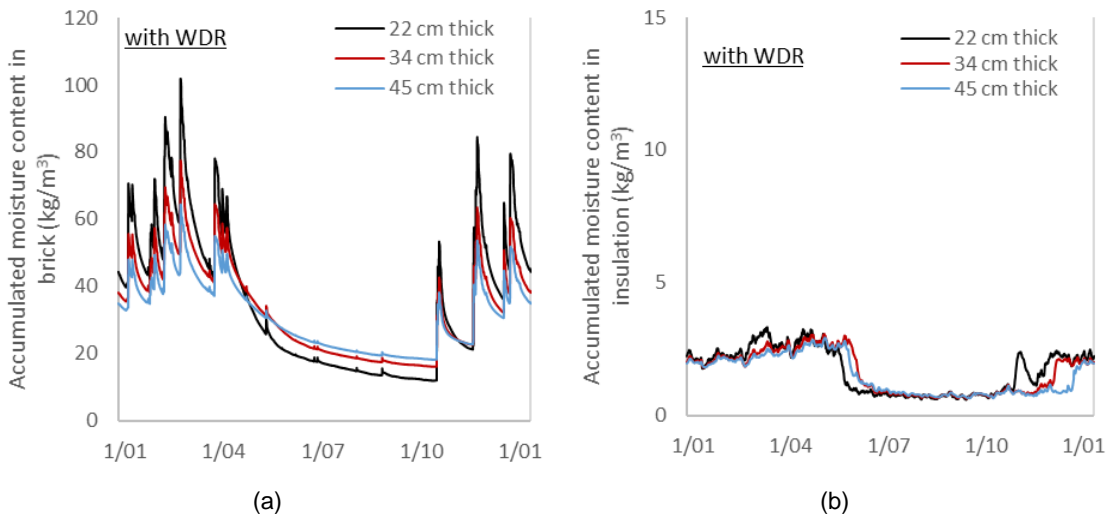 120
100
80
60
40
20
0
Accumulated moisture content in
brick (kg/m³)
with WDR
22 cm thick
34 cm thick
45 cm thick
1/01
1/04
1/07
1/10
1/01
(a)
15
10
5
0
Accumulated moisture content in
insulation (kg/m³)
with WDR
22 cm thick
34 cm thick
45 cm thick
1/01
1/04
1/07
1/10
1/01
(b)